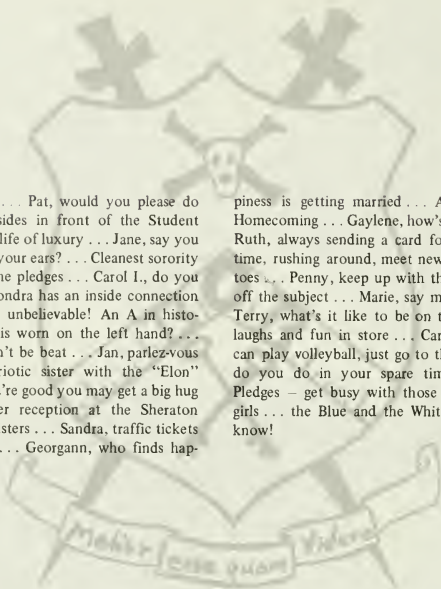 ... Pat, would you please do
sides in front of the Student
life of luxury ... Jane, say you
your ears? ... Cleanest sorority
ne pledges ... Carol I., do you
ondra has an inside connection
unbelievable! An A in histo-
is worn on the left hand? ...
n't be beat ... Jan, parlez-vous
riotic sister with the "Elon"
're good you may get a big hug
er reception at the Sheraton
sters ... Sandra, traffic tickets
... Georgann, who finds hap-
piness is getting married ... A
Homecoming ... Gaylene, how's
Ruth, always sending a card fo
time, rushing around, meet new
toes ... Penny, keep up with th
off the subject ... Marie, say m
Terry, what's it like to be on t
laughs and fun in store ... Car
can play volleyball, just go to th
do you do in your spare tim
Pledges – get busy with those
girls ... the Blue and the Whit
know!
esse quam